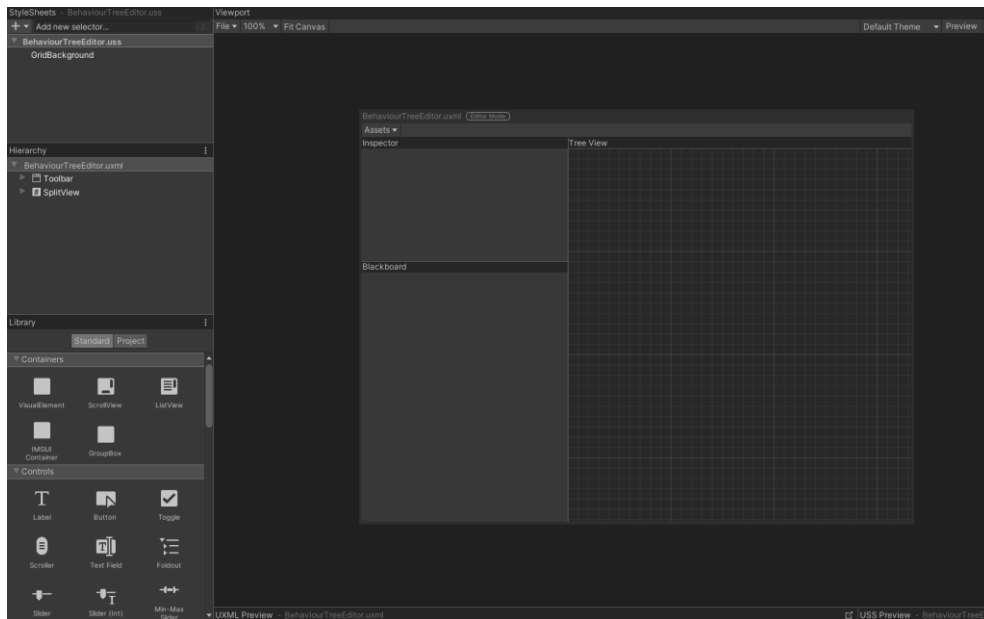 StyleSheets - BehaviourTreeEditor.uss
Add new selector...
BehaviourTreeEditor.uss
GridBackground
Hierarchy
BehaviourTreeEditor.uxml
Toolbar
SplitView
Library
Standard Project
Containers
VisualElement ScrollView ListView
IMGUI
Container
GroupBox
Controls
Label Button Toggle
Scroller Text Field Foldout
Slider Slider (Int) Min-Max
Slider
Viewport
File 100% Fit Canvas Default Theme Preview
BehaviourTreeEditor.uxml Editor Mode
Assets
Inspector Tree View
Blackboard
UXML Preview - BehaviourTreeEditor.uxml USS Preview - BehaviourTreeE